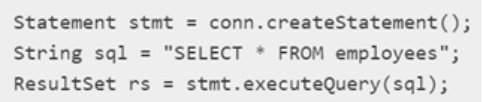 Statement stmt = conn.createStatement();
String sql = "SELECT * FROM employees";
ResultSet rs = stmt.executeQuery(sql);